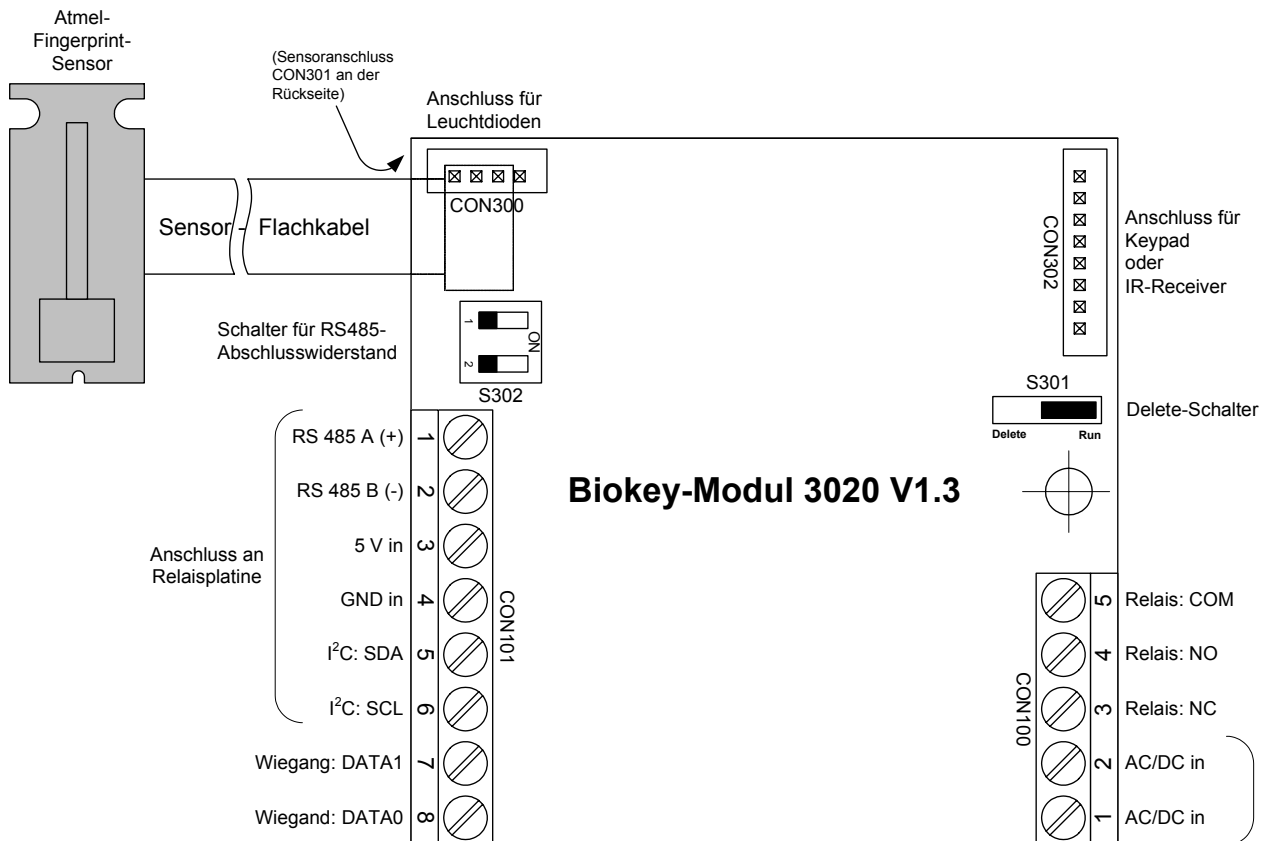 Atmel-
Fingerprint-
Sensor
(Sensoranschluss
CON301 an der
Rückseite)
Anschluss für
Leuchtdioden
CON300
Sensor - Flachkabel
CON302
Anschluss für
Keypad
oder
IR-Receiver
Schalter für RS485-
Abschlusswiderstand
1
2
ON
S302
S301
Delete
Run
Delete-Schalter
Biokey-Modul 3020 V1.3
Anschluss an
Relaisplatine
RS 485 A (+) 1
RS 485 B (-) 2
5 V in 3
GND in 4
I²C: SDA 5
I²C: SCL 6
Wiegang: DATA1 7
Wiegand: DATA0 8
CON101
CON100
5 Relais: COM
4 Relais: NO
3 Relais: NC
2 AC/DC in
1 AC/DC in